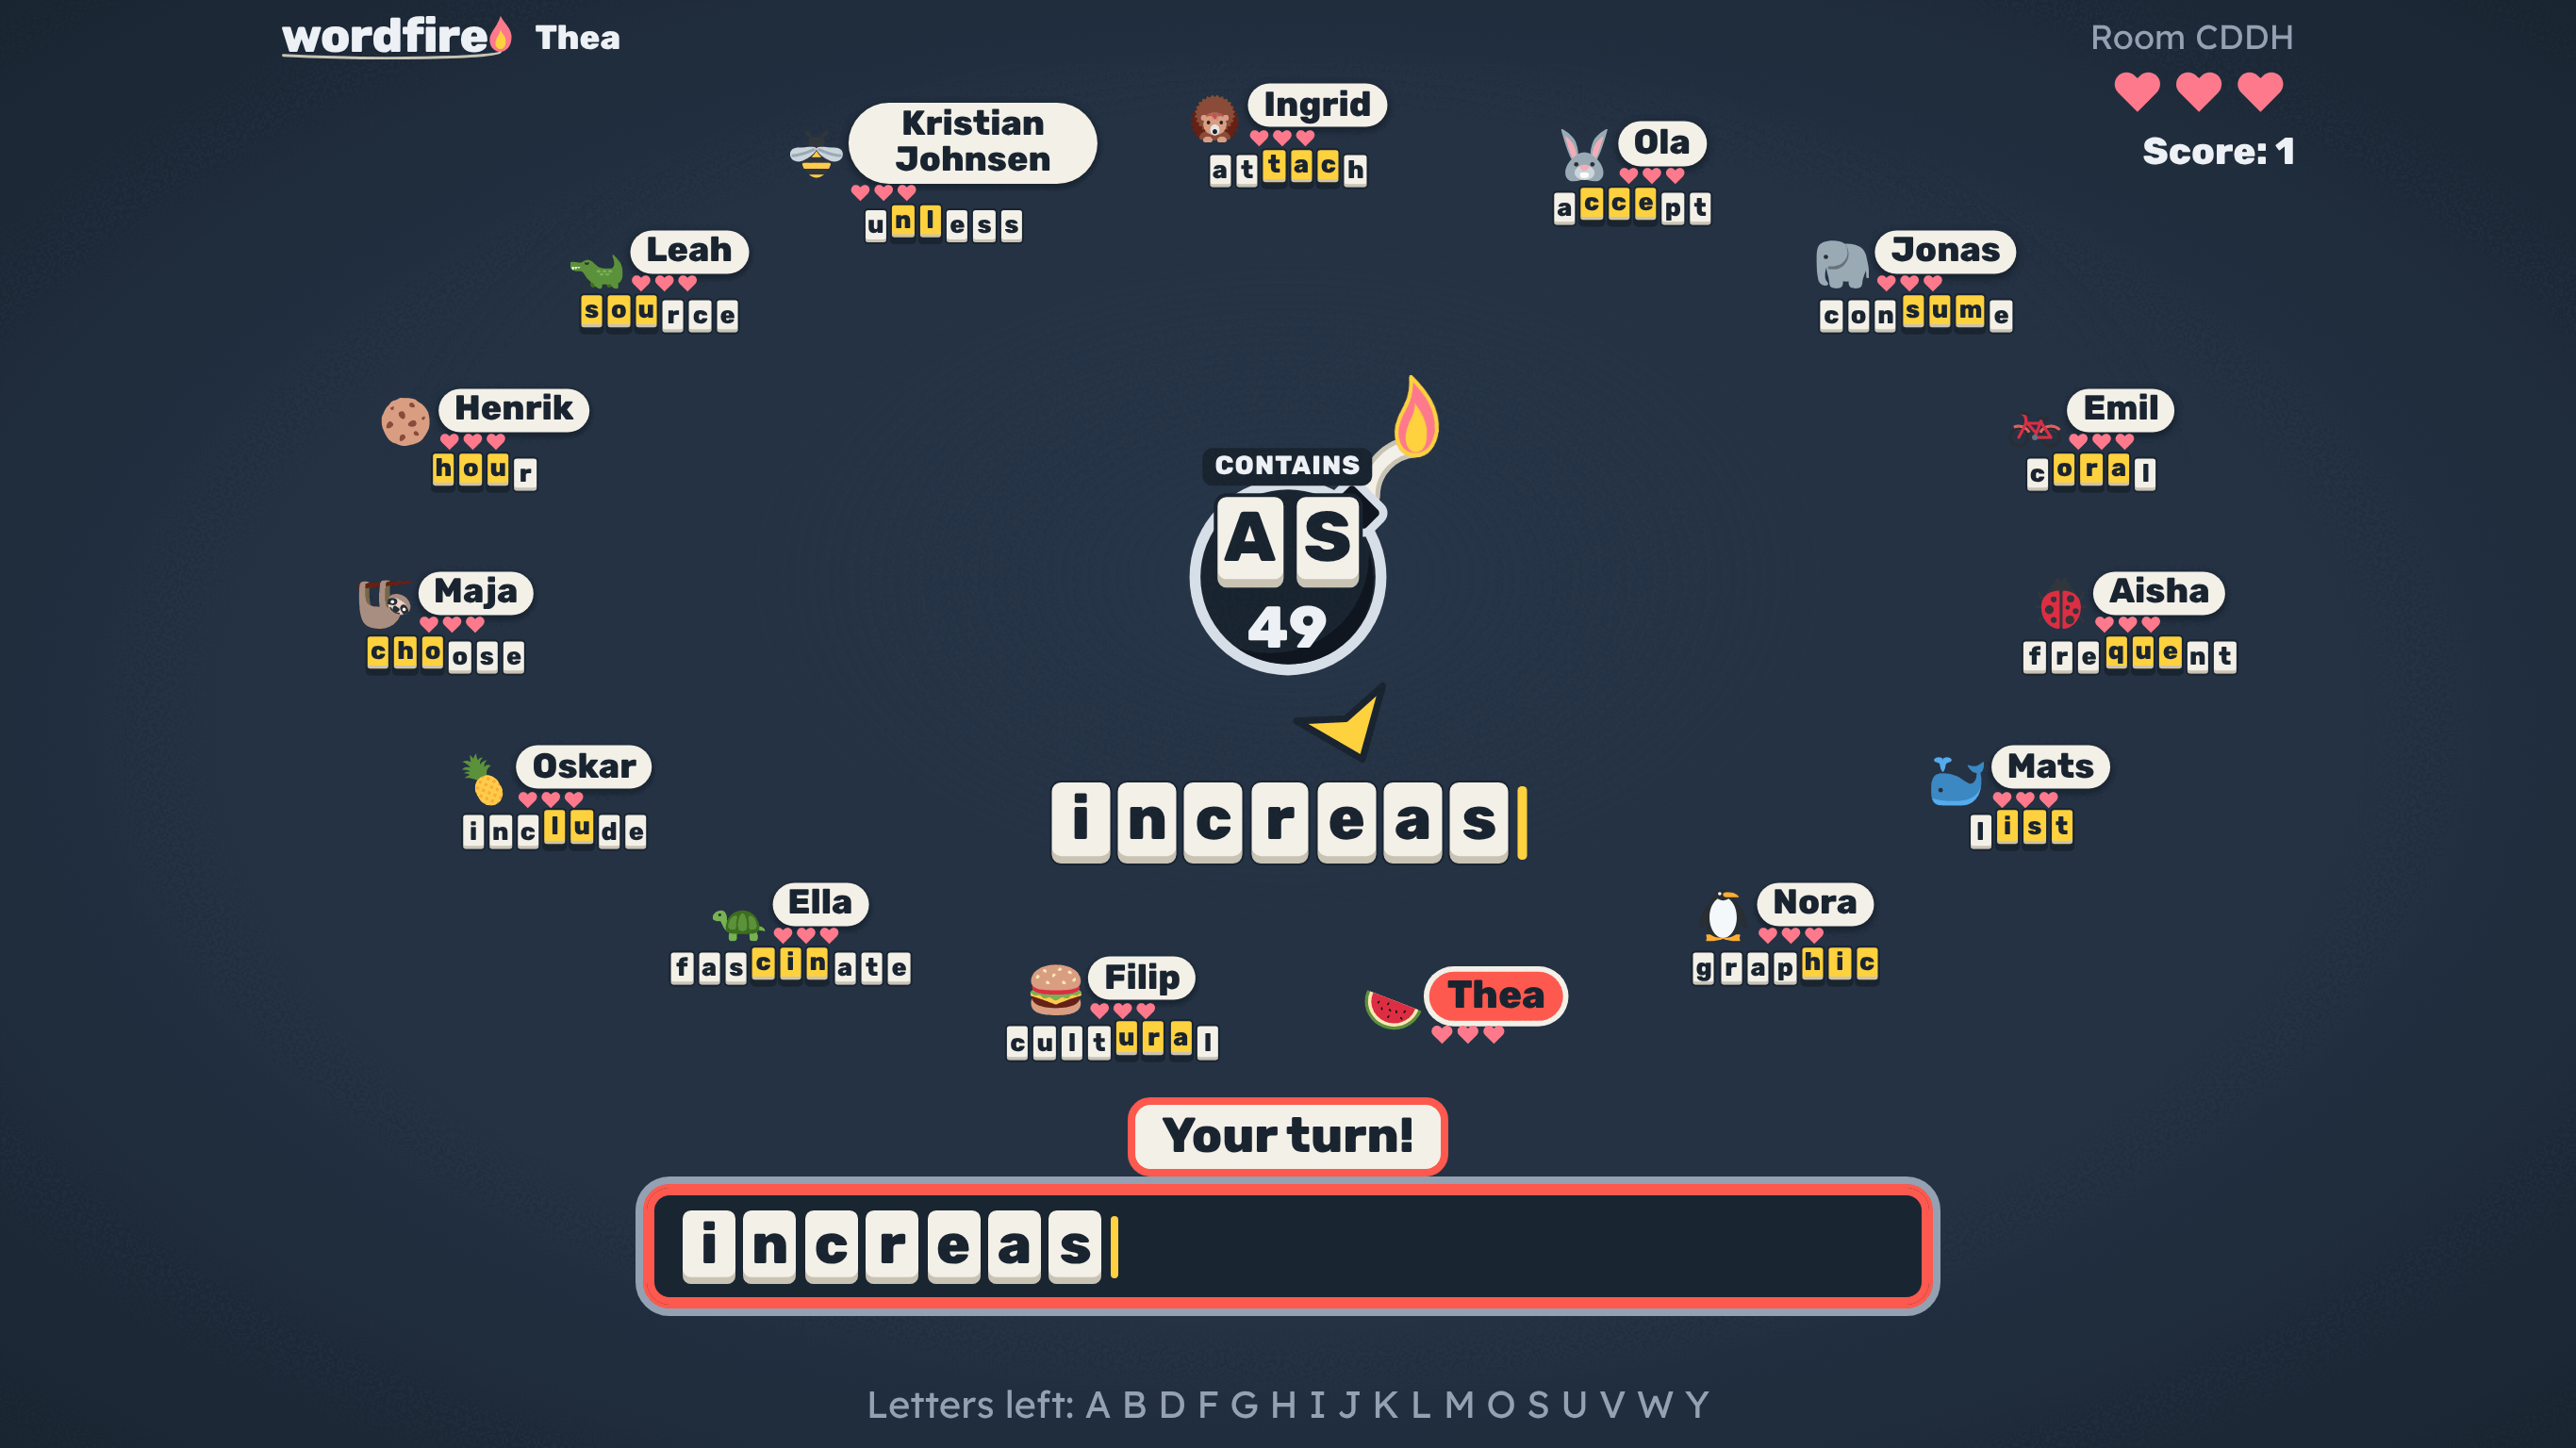 wordfire Thea
Room CDDH
Score: 1
Kristian
Johnsen
unless
Ingrid
attach
Ola
accept
Leah
source
Jonas
consume
Henrik
hour
Emil
coral
CONTAINS
AS
49
Maja
choose
Aisha
frequent
Oskar
include
Mats
list
increas
Ella
fascinate
Nora
graphic
Filip
cultural
Thea
Your turn!
increas
Letters left: A B D F G H I J K L M O S U V W Y